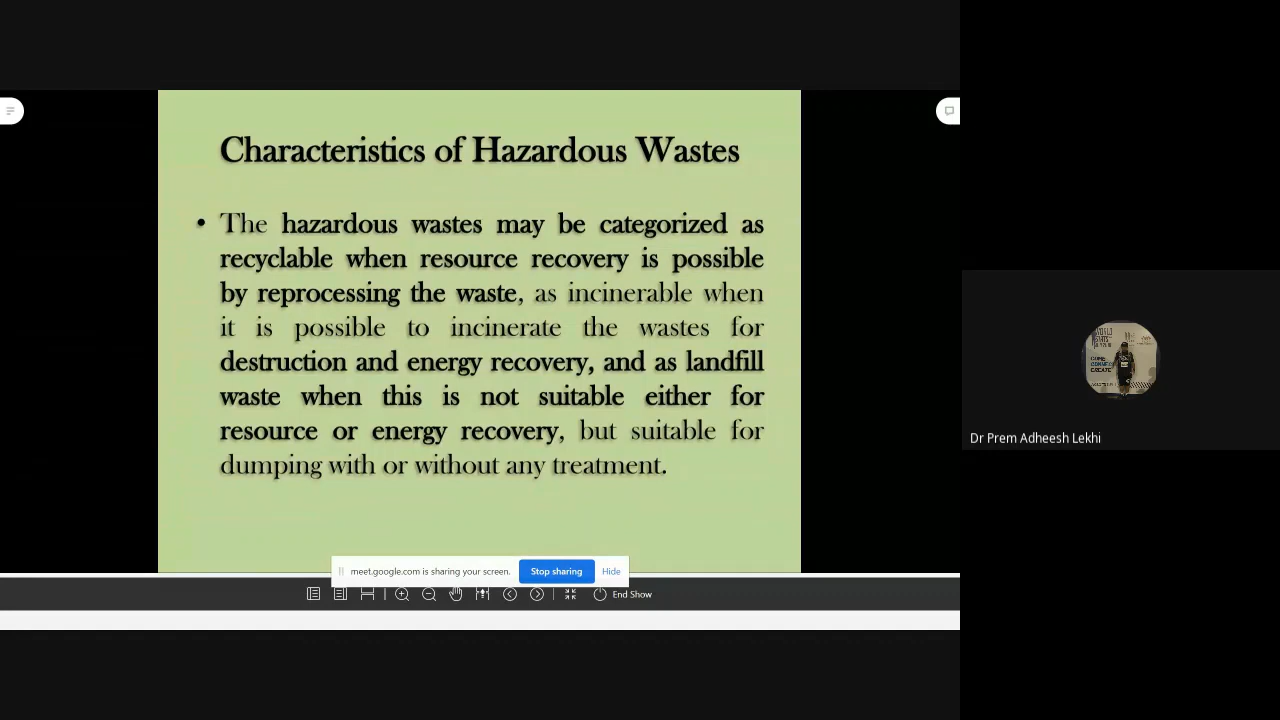 Characteristics of Hazardous Wastes
• The hazardous wastes may be categorized as
recyclable when resource recovery is possible
by reprocessing the waste, as incinerable when
it is possible to incinerate the wastes for
destruction and energy recovery, and as landfill
waste when this is not suitable either for
resource or energy recovery, but suitable for
dumping with or without any treatment.
meet.google.com is sharing your screen. Stop sharing Hide
End Show
Dr Prem Adheesh Lekhi